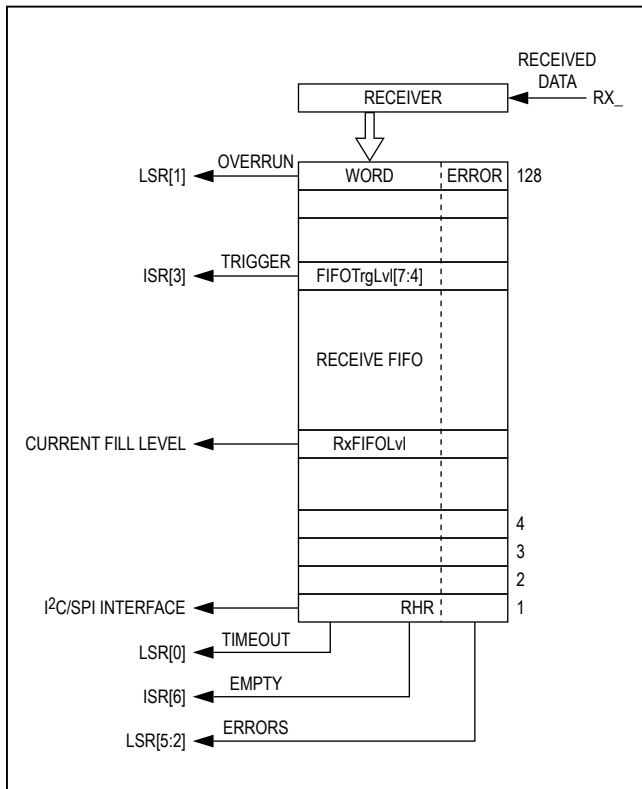 RECEIVED
DATA
RECEIVER
RX_
OVERRUN
LSR[1]
WORD
ERROR
128
TRIGGER
ISR[3]
FIFOTrgLvl[7:4]
RECEIVE FIFO
CURRENT FILL LEVEL
RxFIFOLvl
4
3
2
I²C/SPI INTERFACE
RHR
1
TIMEOUT
LSR[0]
EMPTY
ISR[6]
ERRORS
LSR[5:2]